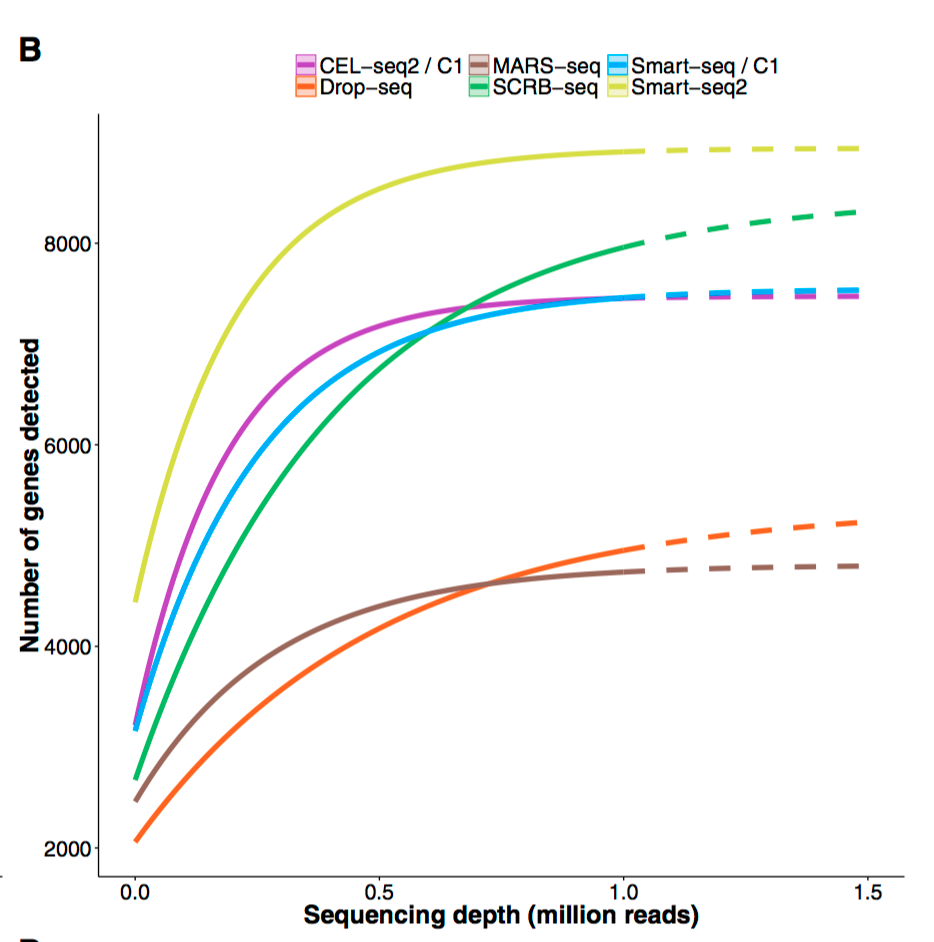 B
CEL−seq2 / C1 MARS−seq Smart−seq / C1
Drop−seq SCRB−seq Smart−seq2
8000
6000
4000
2000
Number of genes detected
0.0 0.5 1.0 1.5
Sequencing depth (million reads)